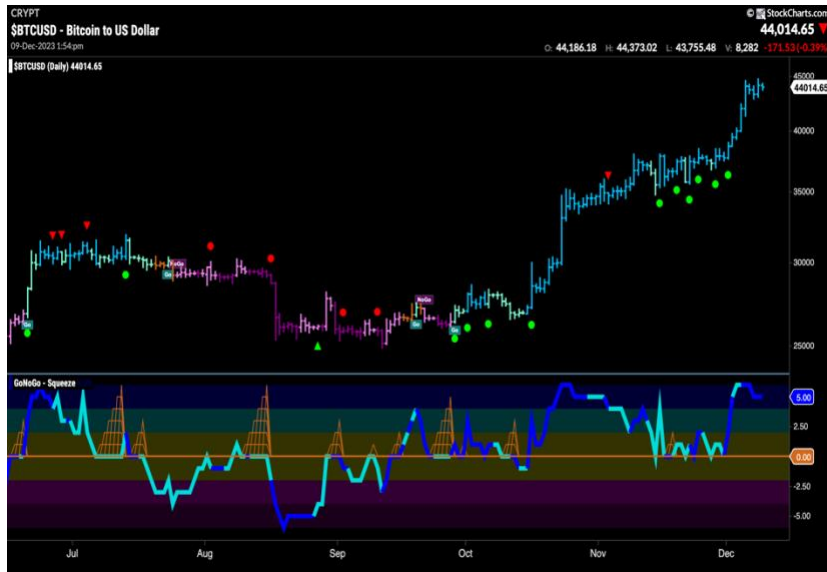 CRYPT
© StockCharts.com
$BTCUSD - Bitcoin to US Dollar
44,014.65
09-Dec-2023 1:54:pm
O: 44,186.18 H: 44,373.02 L: 43,755.48 V: 8,282 -171.53(-0.39%)
$BTCUSD (Daily) 44014.65
45000
44014.65
40000
35000
30000
25000
Go
Go
NoGo
Go
NoGo
Go
GoNoGo - Squeeze
5.00
2.50
0.00
-2.50
-5.00
Jul
Aug
Sep
Oct
Nov
Dec